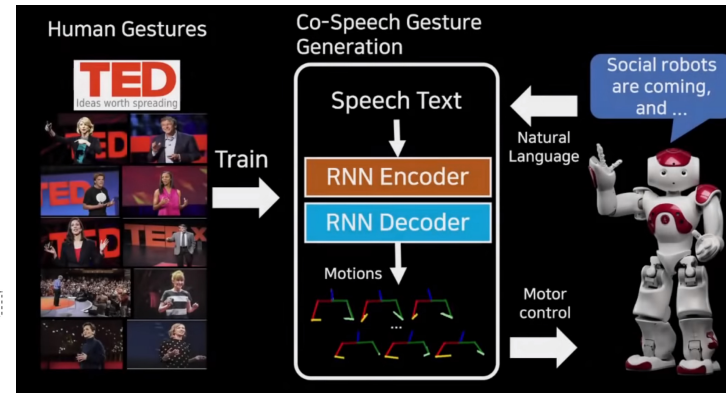 Human Gestures
TED
Ideas worth spreading
Train
Co-Speech Gesture
Generation
Speech Text
RNN Encoder
RNN Decoder
Motions
...
Natural
Language
Motor
control
Social robots
are coming,
and ...